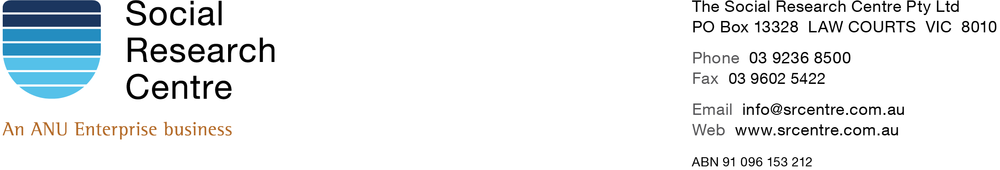 Social
Research
Centre
An ANU Enterprise business
The Social Research Centre Pty Ltd
PO Box 13328  LAW COURTS  VIC  8010
Phone  03 9236 8500
Fax  03 9602 5422
Email  info@srcentre.com.au
Web  www.srcentre.com.au
ABN 91 096 153 212